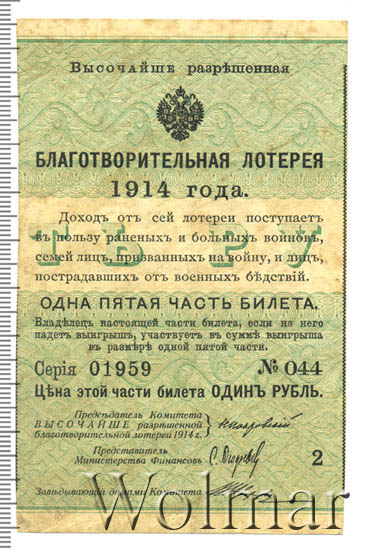 Высочайше разрѣшенная
БЛАГОТВОРИТЕЛЬНАЯ ЛОТЕРЕЯ
1914 года.
Доходъ отъ сей лотереи поступаетъ
въ пользу раненыхъ и больныхъ воиновъ,
семей лицъ, призванныхъ на войну, и лицъ,
пострадавшихъ отъ военныхъ бѣдствій.
ОДНА ПЯТАЯ ЧАСТЬ БИЛЕТА.
Владѣлецъ настоящей части билета, если на него
падетъ выигрышъ, участвуетъ въ суммѣ выигрыша
въ размѣрѣ одной пятой части.
Серія 01959 № 044
Цѣна этой части билета ОДИНЪ РУБЛЬ.
Предсѣдатель Комитета
ВЫСОЧАЙШЕ разрѣшенной
благотворительной лотереи 1914 г.
Представитель
Министерства Финансовъ
2
Завѣдывающій дѣлами Комитета
Wolmar